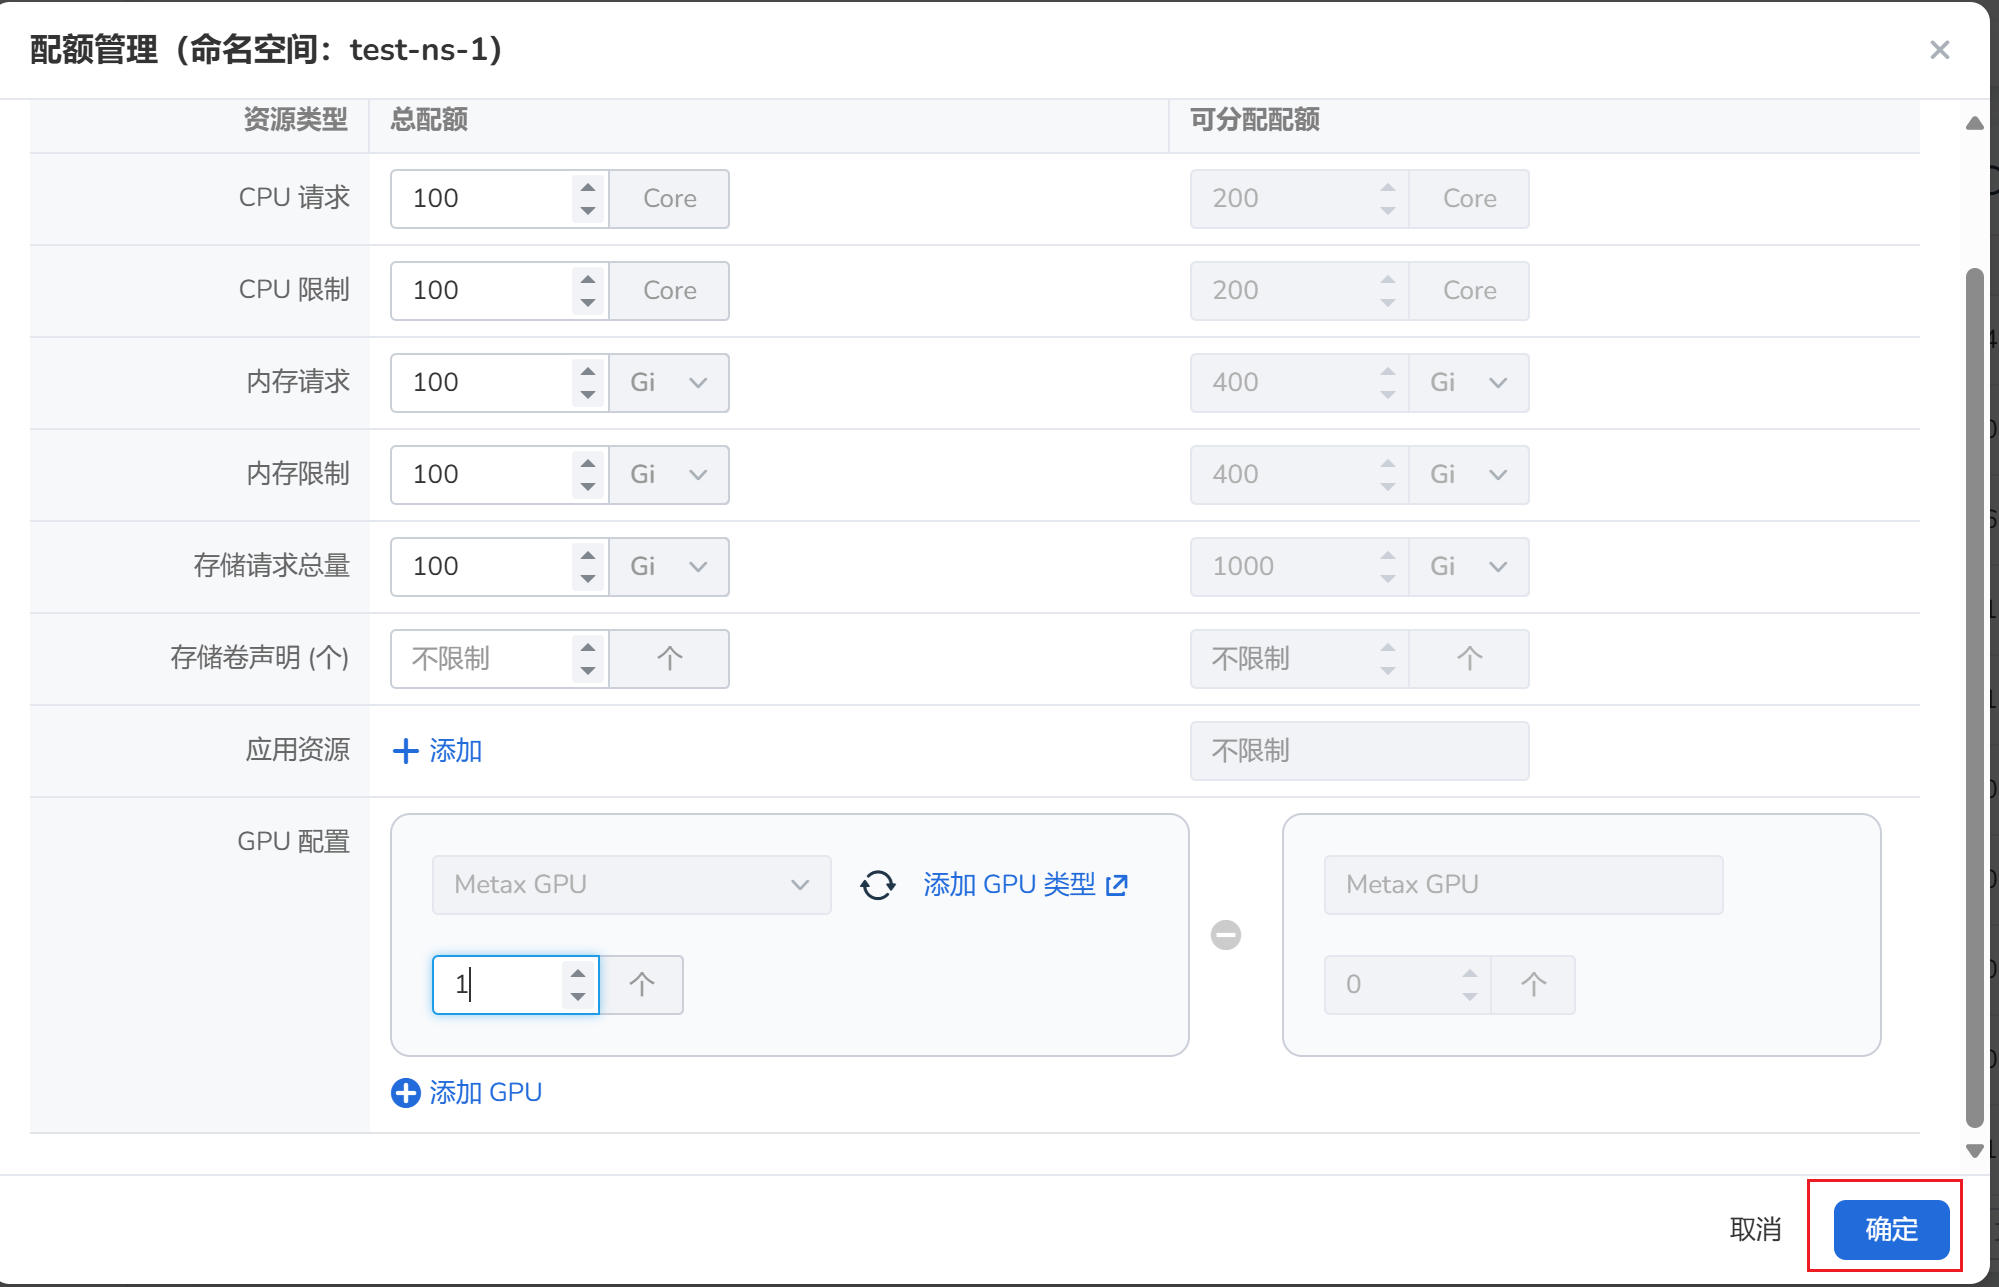 配额管理（命名空间：test-ns-1）
资源类型 总配额 可分配配额
CPU 请求 100 Core 200 Core
CPU 限制 100 Core 200 Core
内存请求 100 Gi 400 Gi
内存限制 100 Gi 400 Gi
存储请求总量 100 Gi 1000 Gi
存储卷声明 (个) 不限制 个 不限制 个
应用资源 添加 不限制
GPU 配置 Metax GPU 添加 GPU 类型 Metax GPU
1 个 0 个
添加 GPU
取消 确定